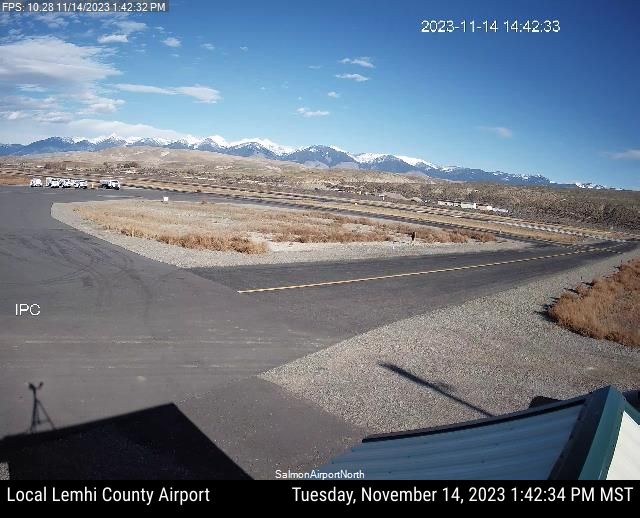 FPS: 10.28 11/14/2023 1:42:32 PM
2023-11-14 14:42:33
IPC
SalmonAirportNorth
Local Lemhi County Airport Tuesday, November 14, 2023 1:42:34 PM MST